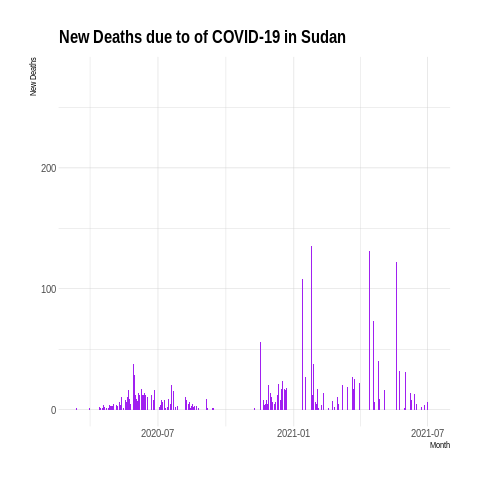 New Deaths due to of COVID-19 in Sudan
New Deaths
200
100
0
2020-07
2021-01
2021-07
Month